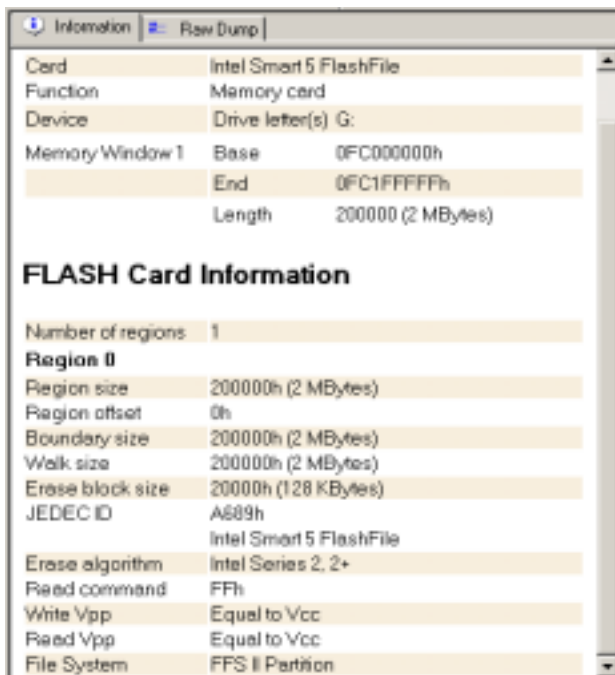 Information Raw Dump
Card Intel Smart 5 FlashFile
Function Memory card
Device Drive letter(s) G:
Memory Window 1 Base 0FC000000h
End 0FC1FFFFFh
Length 200000 (2 MBytes)
FLASH Card Information
Number of regions 1
Region 0
Region size 200000h (2 MBytes)
Region offset 0h
Boundary size 200000h (2 MBytes)
Walk size 200000h (2 MBytes)
Erase block size 20000h (128 KBytes)
JEDEC ID A689h
Intel Smart 5 FlashFile
Erase algorithm Intel Series 2, 2+
Read command FFh
Write Vpp Equal to Vcc
Read Vpp Equal to Vcc
File System FFS II Partition